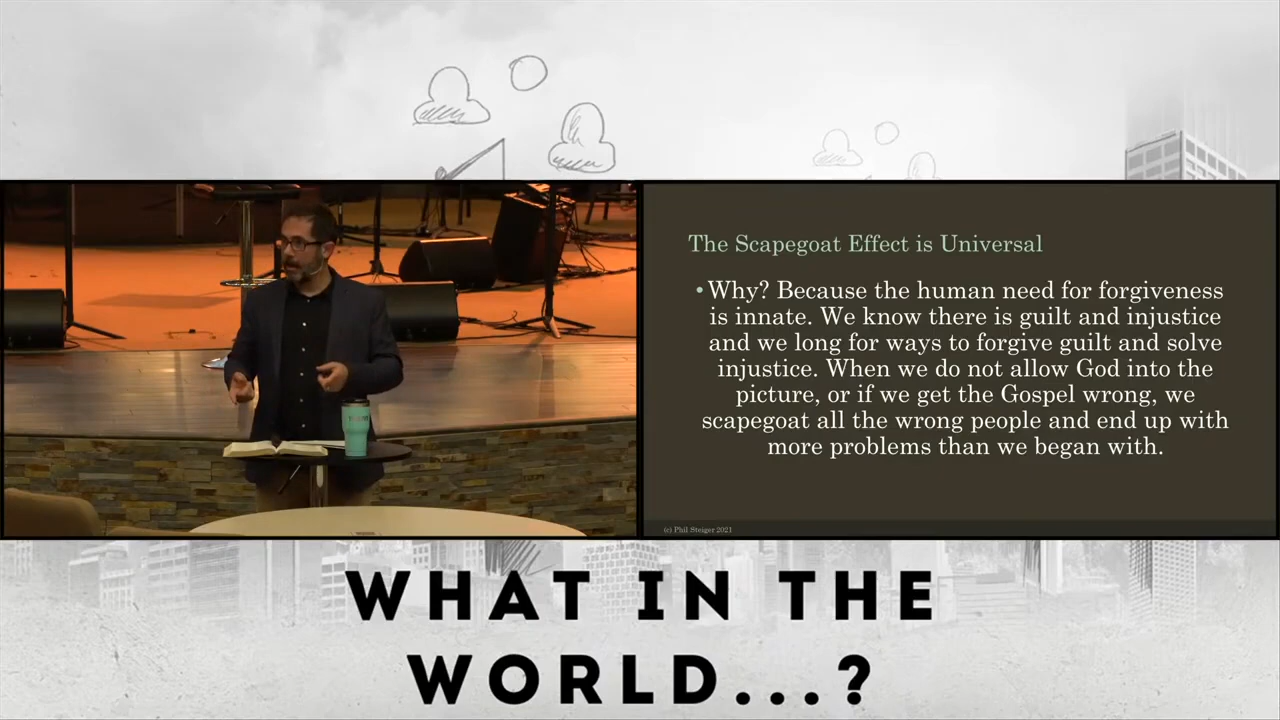 The Scapegoat Effect is Universal
• Why? Because the human need for forgiveness
is innate. We know there is guilt and injustice
and we long for ways to forgive guilt and solve
injustice. When we do not allow God into the
picture, or if we get the Gospel wrong, we
scapegoat all the wrong people and end up with
more problems than we began with.
(c) Phil Steiger 2021
WHAT IN THE
WORLD...?